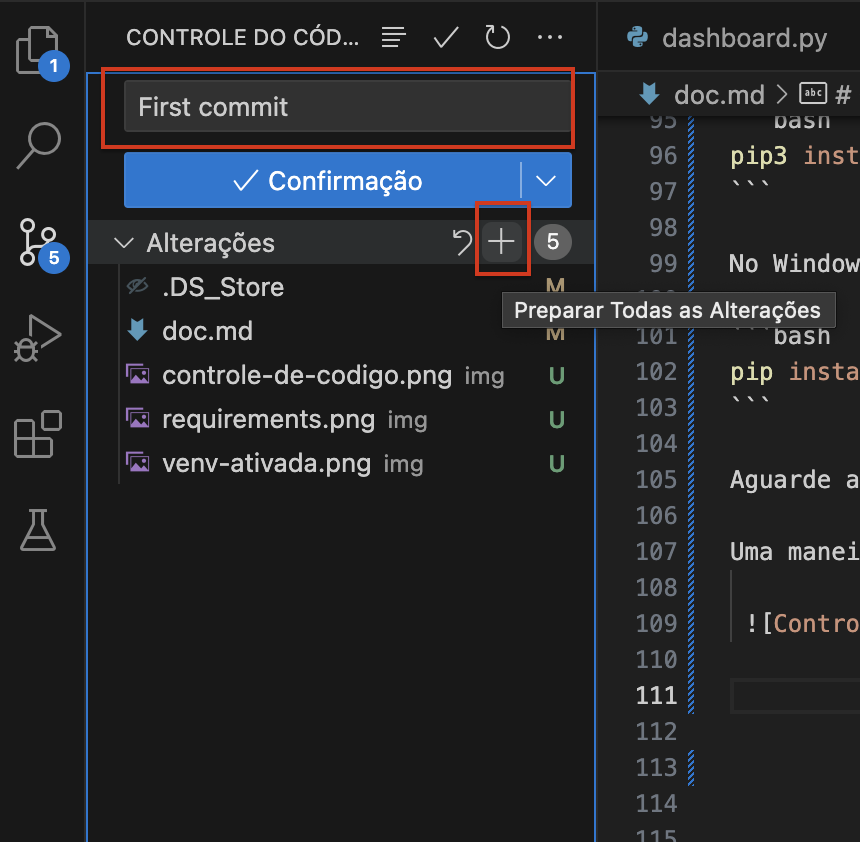 CONTROLE DO CÓD...
First commit
Confirmação
Alterações
5
.DS_Store M
doc.md M
controle-de-codigo.png img U
requirements.png img U
venv-ativada.png img U
Preparar Todas as Alterações
1
5
dashboard.py
doc.md > abc #
95 bash
96 pip3 inst
97 ```
98
99 No Window
101 bash
102 pip insta
103 ```
104
105 Aguarde a
106
107 Uma manei
108
109 ![Contro
110
111
112
113
114
115